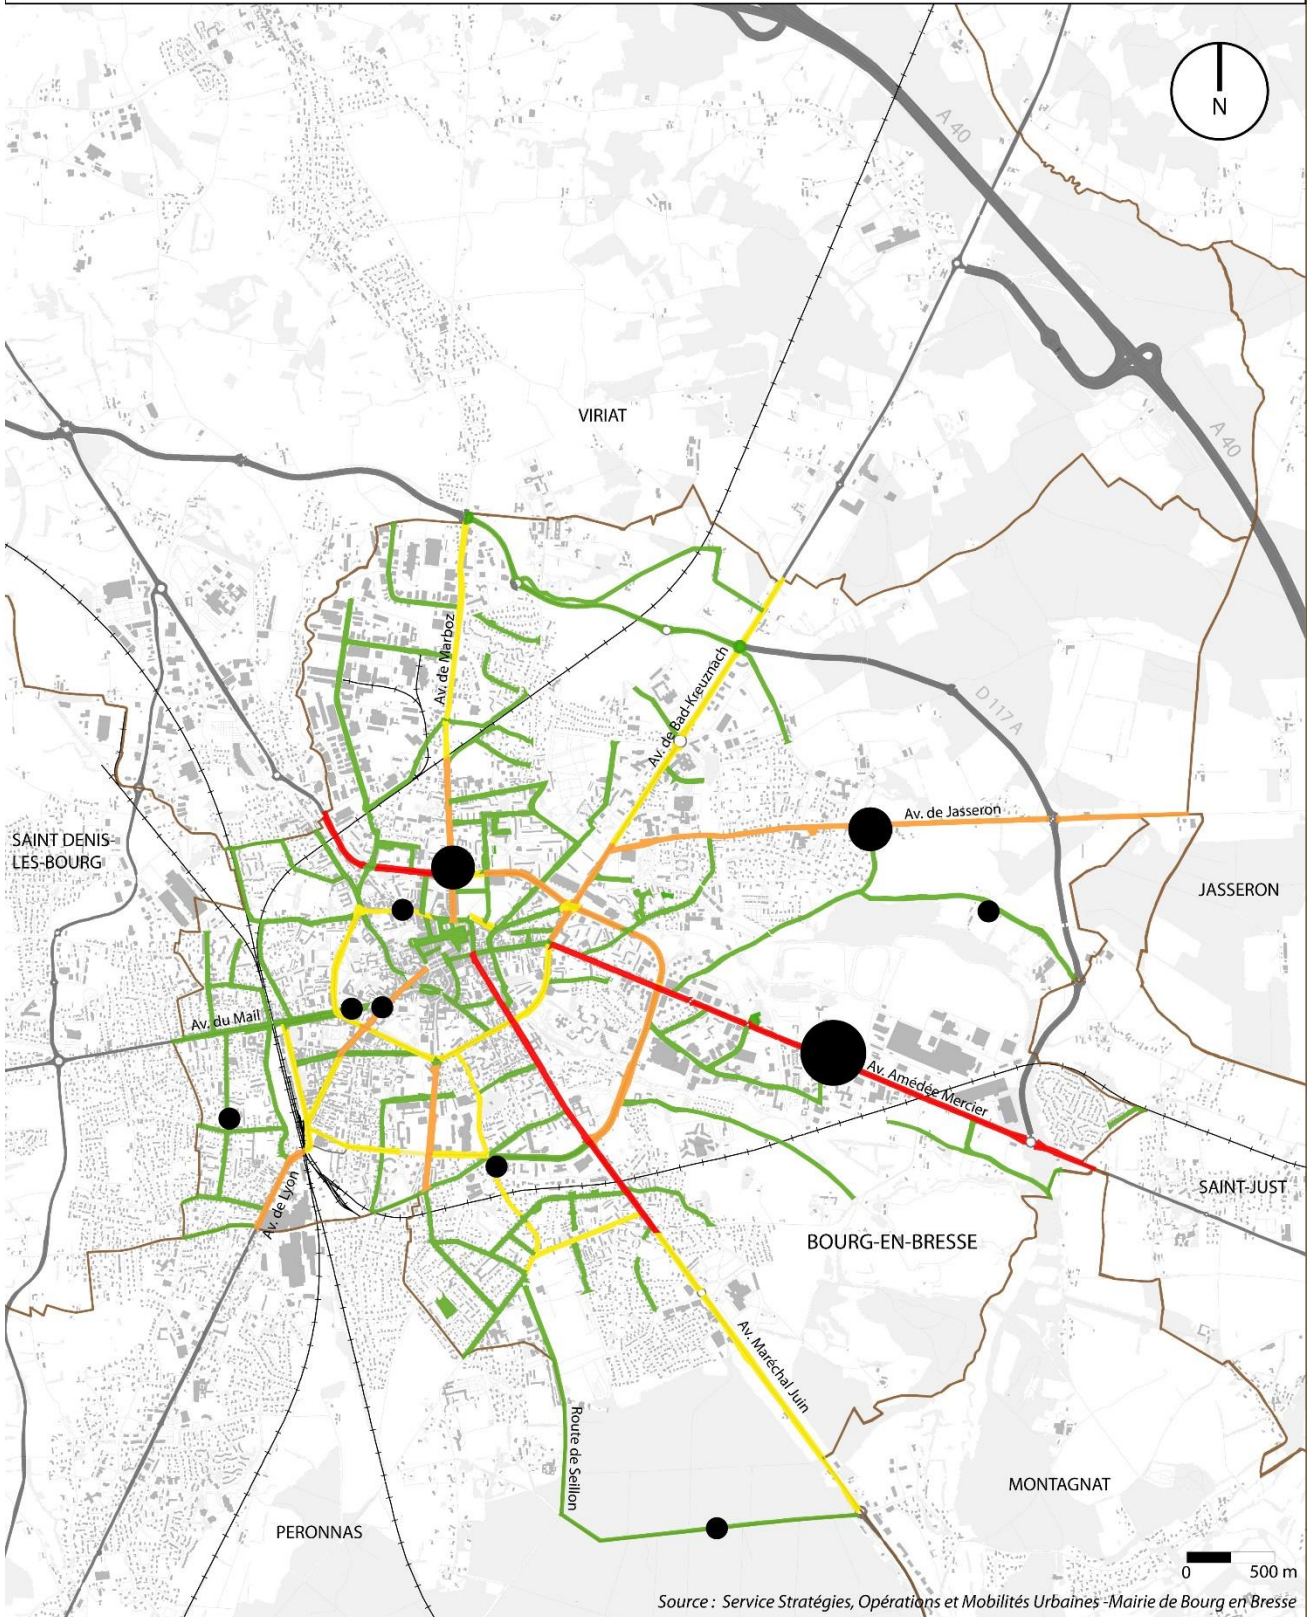 N
A 40
A 40
VIRIAT
Av. de Marboz
Av. de Bad-Kreuznach
D 117A
Av. de Jasseron
SAINT DENIS-
LES-BOURG
JASSERON
Av. du Mail
Av. Amédée Mercier
Av. de Lyon
SAINT-JUST
BOURG-EN-BRESSE
Av. Maréchal Juin
Route de Seillon
MONTAGNAT
PERONNAS
0 500 m
Source : Service Stratégies, Opérations et Mobilités Urbaines -Mairie de Bourg en Bresse